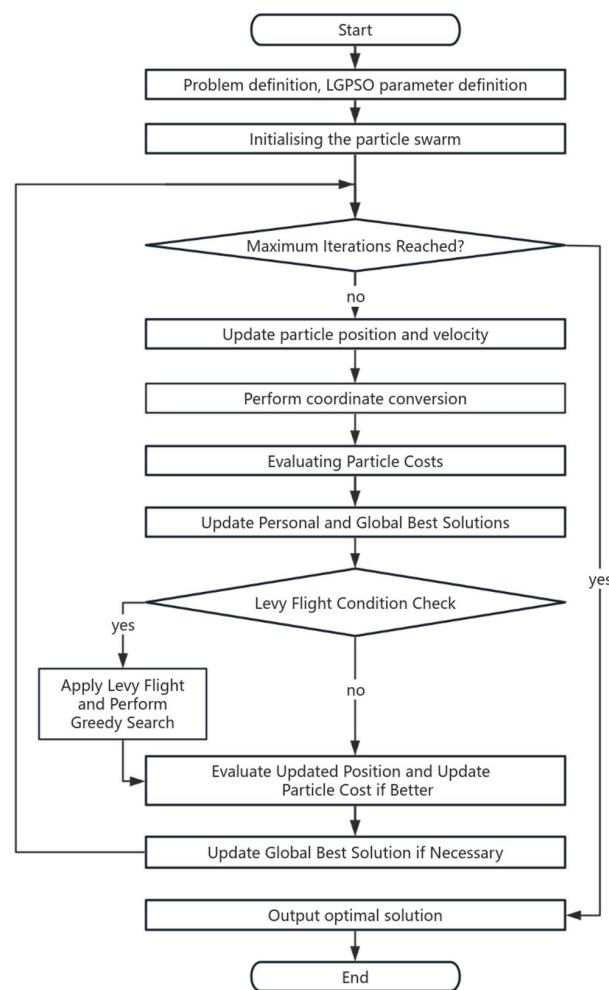 Start
Problem definition, LGPSO parameter definition
Initialising the particle swarm
Maximum Iterations Reached?
no
Update particle position and velocity
Perform coordinate conversion
Evaluating Particle Costs
Update Personal and Global Best Solutions
Levy Flight Condition Check
yes
yes
Apply Levy Flight
and Perform
Greedy Search
no
Evaluate Updated Position and Update
Particle Cost if Better
Update Global Best Solution if Necessary
Output optimal solution
End